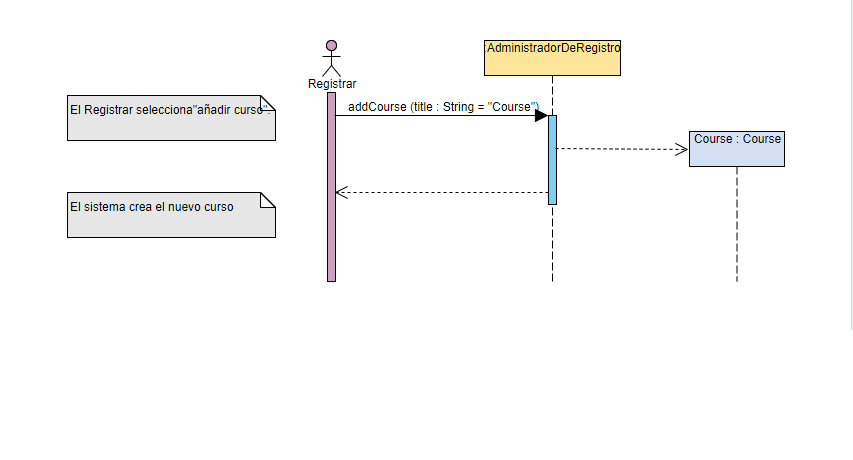 :AdministradorDeRegistro
Registrar
El Registrar selecciona"añadir curso".
addCourse (title : String = "Course")
Course : Course
El sistema crea el nuevo curso